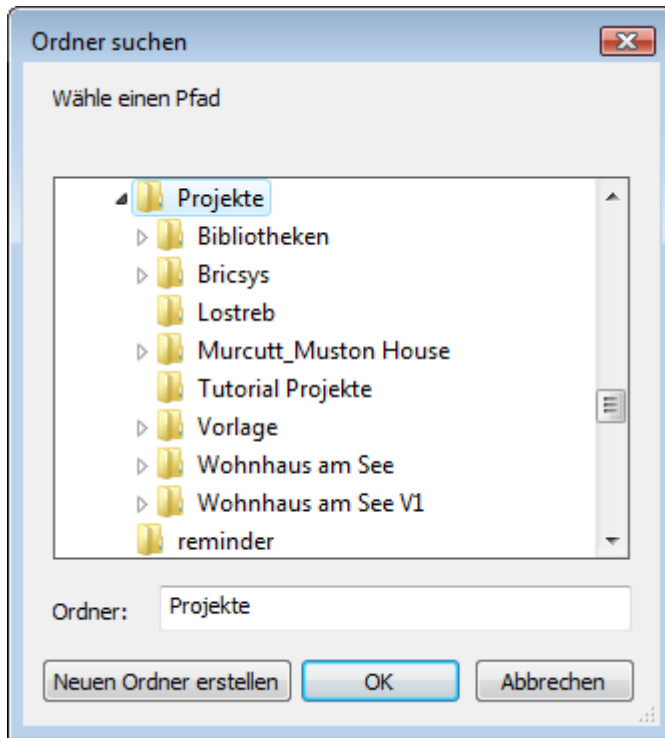 Ordner suchen
Wähle einen Pfad
Projekte
Bibliotheken
Bricsys
Lostreb
Murcutt_Muston House
Tutorial Projekte
Vorlage
Wohnhaus am See
Wohnhaus am See V1
reminder
Ordner: Projekte
Neuen Ordner erstellen OK Abbrechen